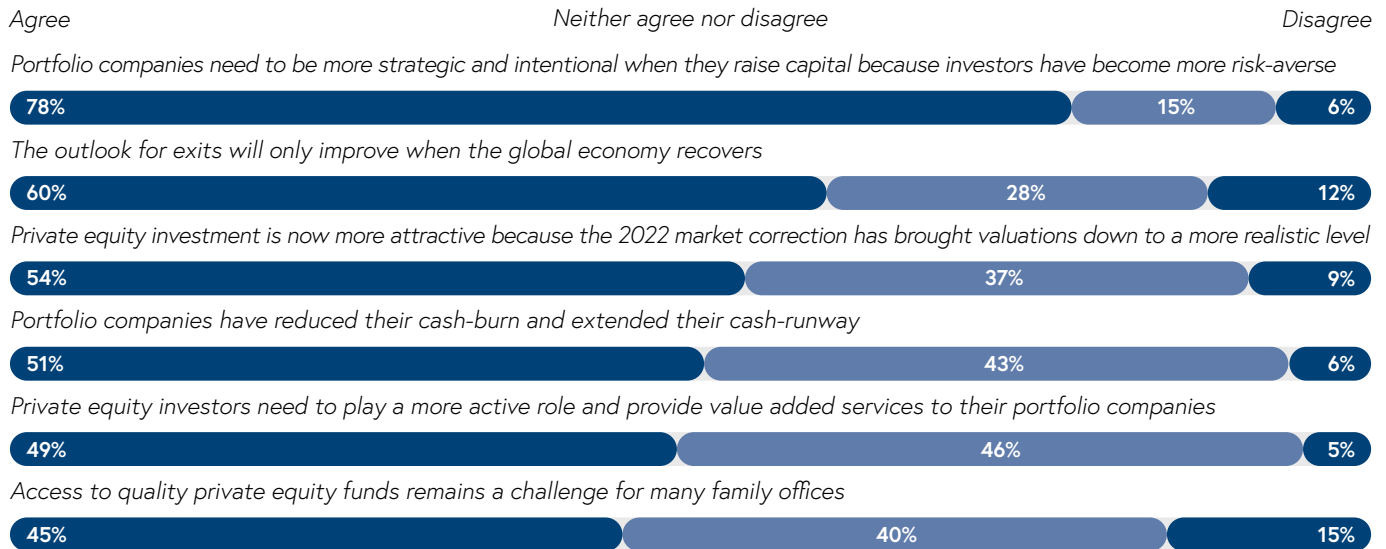 Agree Neither agree nor disagree Disagree
Portfolio companies need to be more strategic and intentional when they raise capital because investors have become more risk-averse
78% 15% 6%
The outlook for exits will only improve when the global economy recovers
60% 28% 12%
Private equity investment is now more attractive because the 2022 market correction has brought valuations down to a more realistic level
54% 37% 9%
Portfolio companies have reduced their cash-burn and extended their cash-runway
51% 43% 6%
Private equity investors need to play a more active role and provide value added services to their portfolio companies
49% 46% 5%
Access to quality private equity funds remains a challenge for many family offices
45% 40% 15%